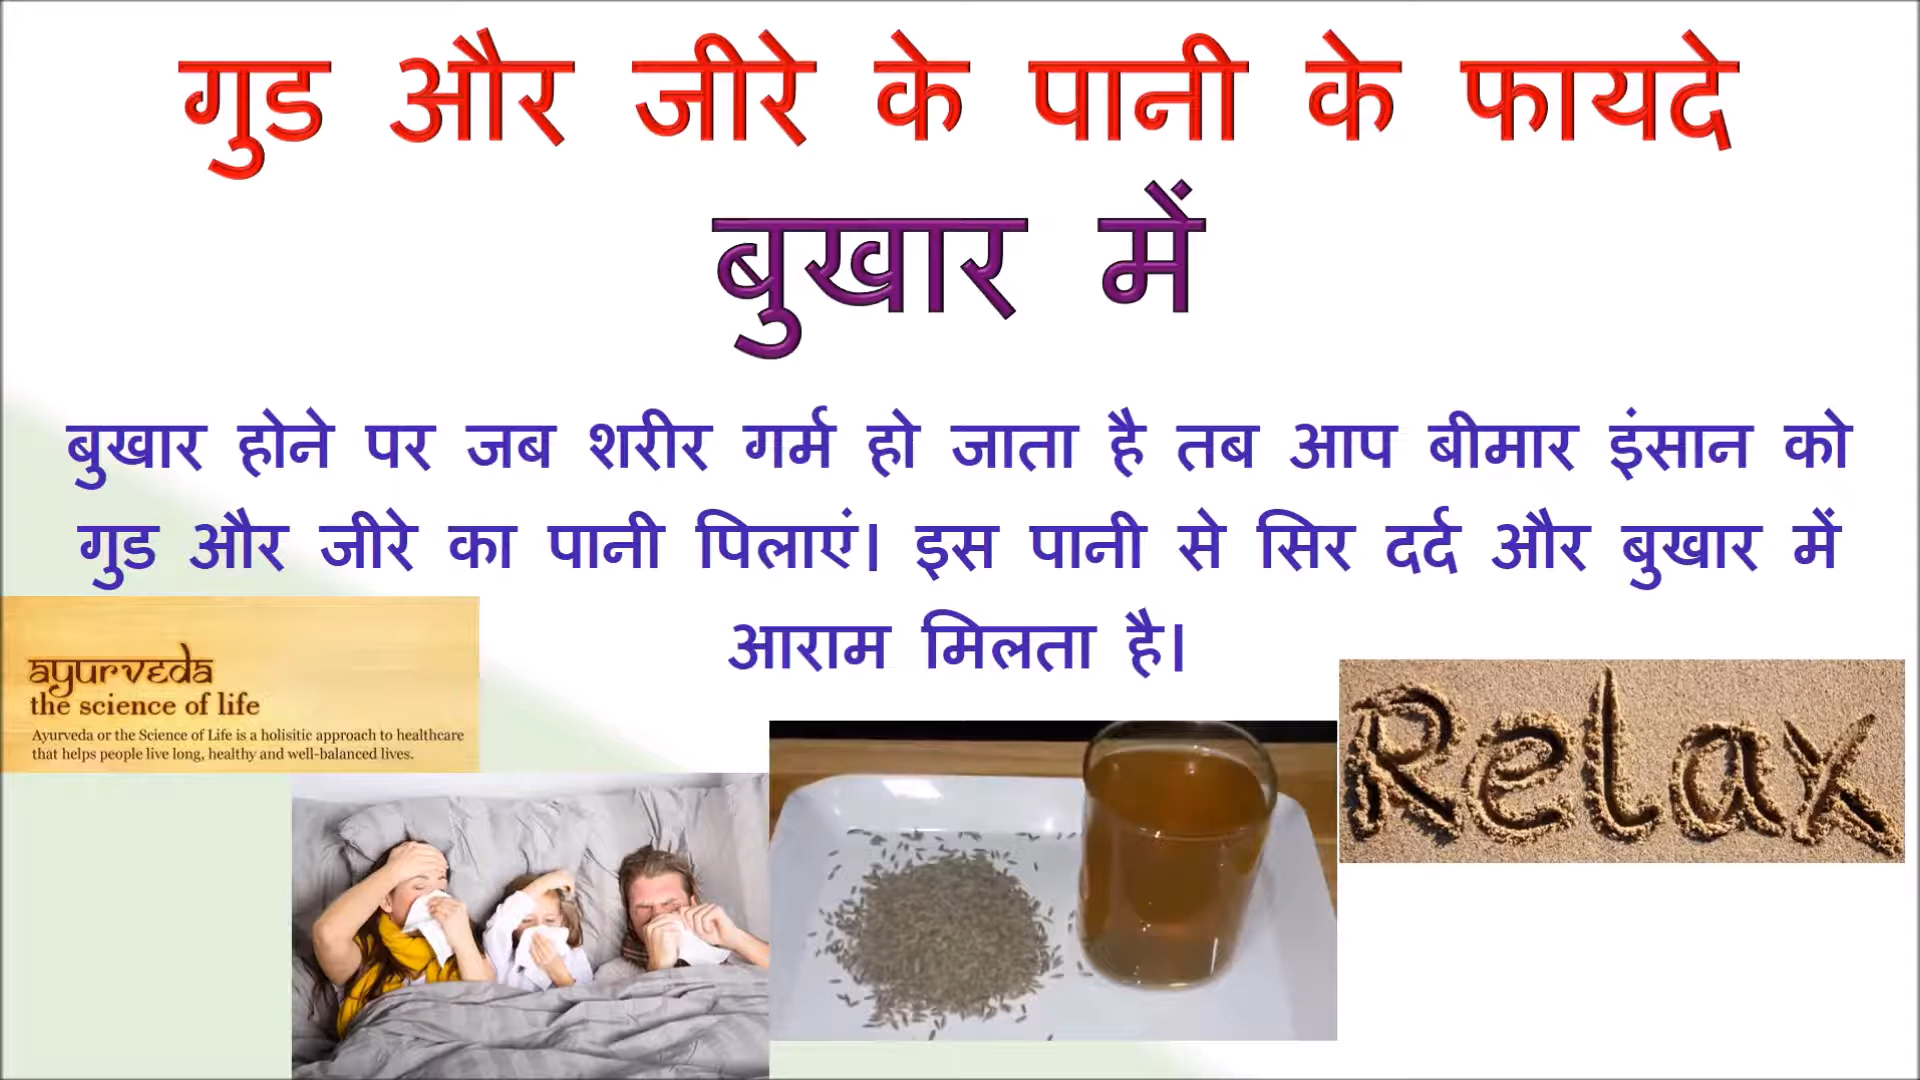 गुड और जीरे के पानी के फायदे
बुखार में
बुखार होने पर जब शरीर गर्म हो जाता है तब आप बीमार इंसान को
गुड और जीरे का पानी पिलाएं। इस पानी से सिर दर्द और बुखार में
आराम मिलता है।
ayurveda
the science of life
Ayurveda or the Science of Life is a holisitic approach to healthcare
that helps people live long, healthy and well-balanced lives.
Relax